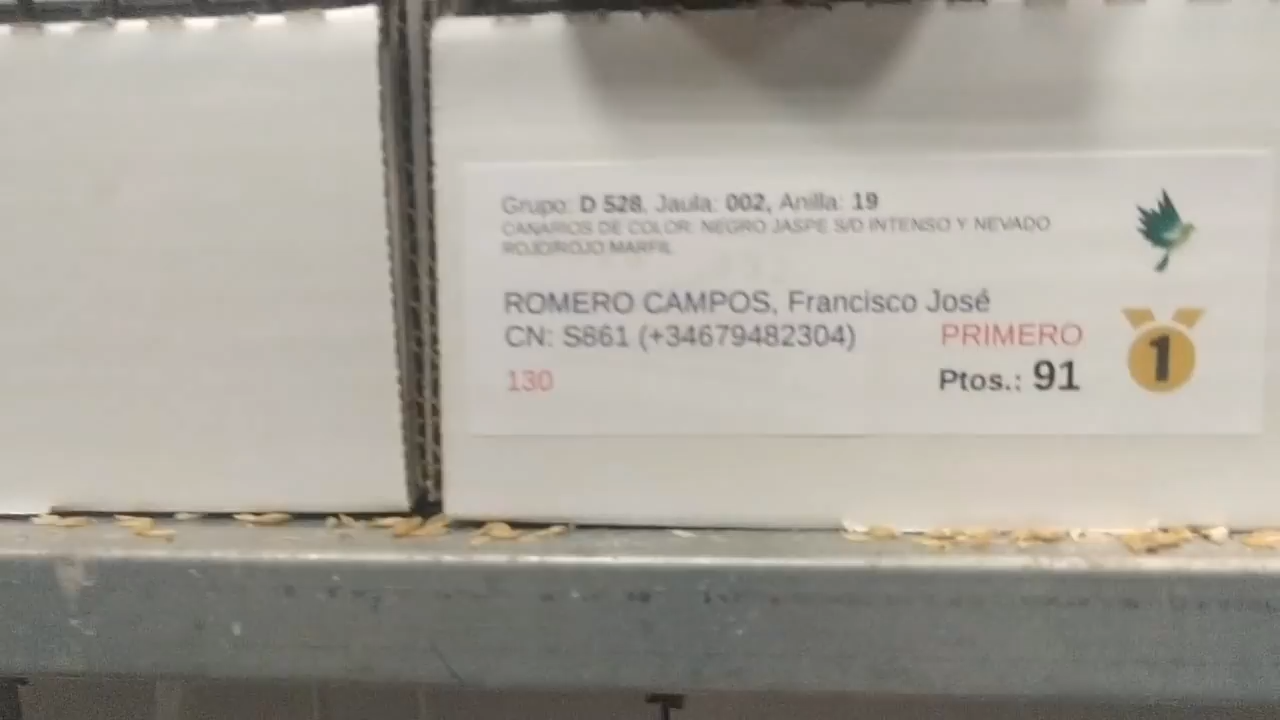 Grupo: D 528, Jaula: 002, Anilla: 19
CANARIOS DE COLOR: NEGRO JASPE S/D INTENSO Y NEVADO
ROJO/ROJO MARFIL
ROMERO CAMPOS, Francisco José
CN: S861 (+34679482304)
PRIMERO
130
Ptos.: 91
1